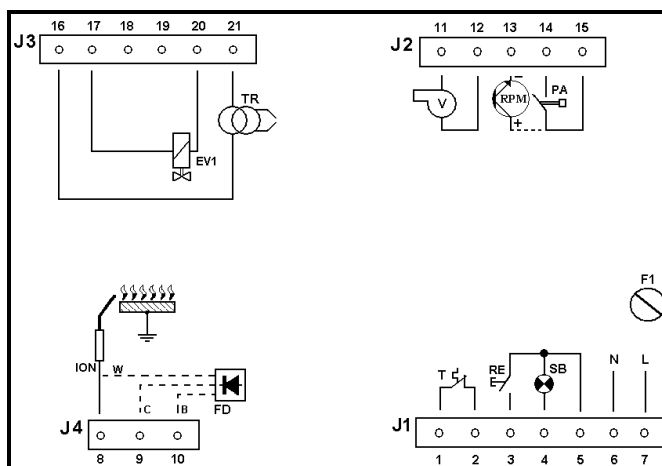 16 17 18 19 20 21
J3
TR
EV1
11 12 13 14 15
J2
V
−
RPM
+
PA
ION
W
C
B
FD
J4
8 9 10
F1
T
RE
SB
N
L
J1
1 2 3 4 5 6 7